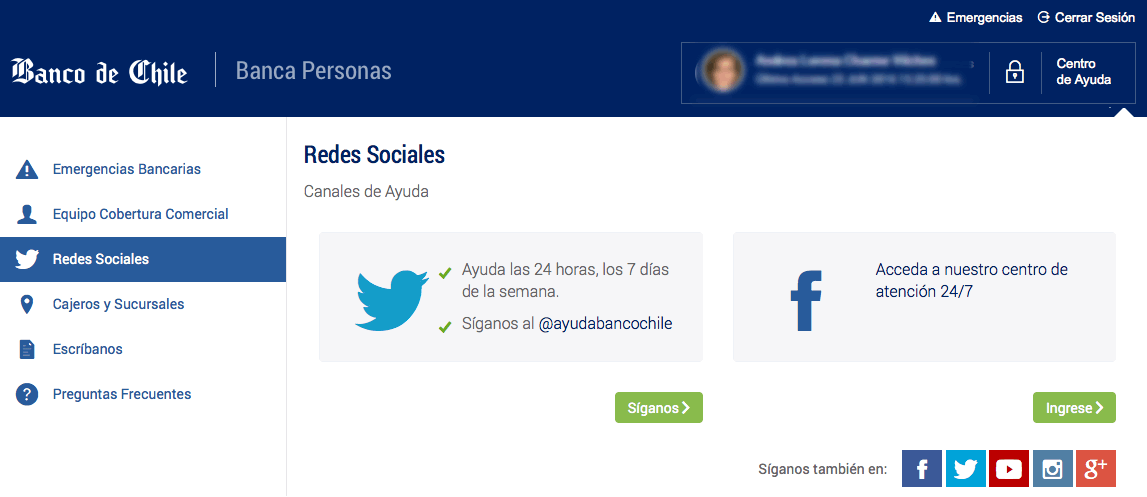 Emergencias
Cerrar Sesión
Banco de Chile
Banca Personas
Centro
de Ayuda
Emergencias Bancarias
Equipo Cobertura Comercial
Redes Sociales
Cajeros y Sucursales
Escríbanos
Preguntas Frecuentes
Redes Sociales
Canales de Ayuda
Ayuda las 24 horas, los 7 días
de la semana.
Síganos al @ayudabancochile
Síganos
Acceda a nuestro centro de
atención 24/7
Ingrese
Síganos también en: